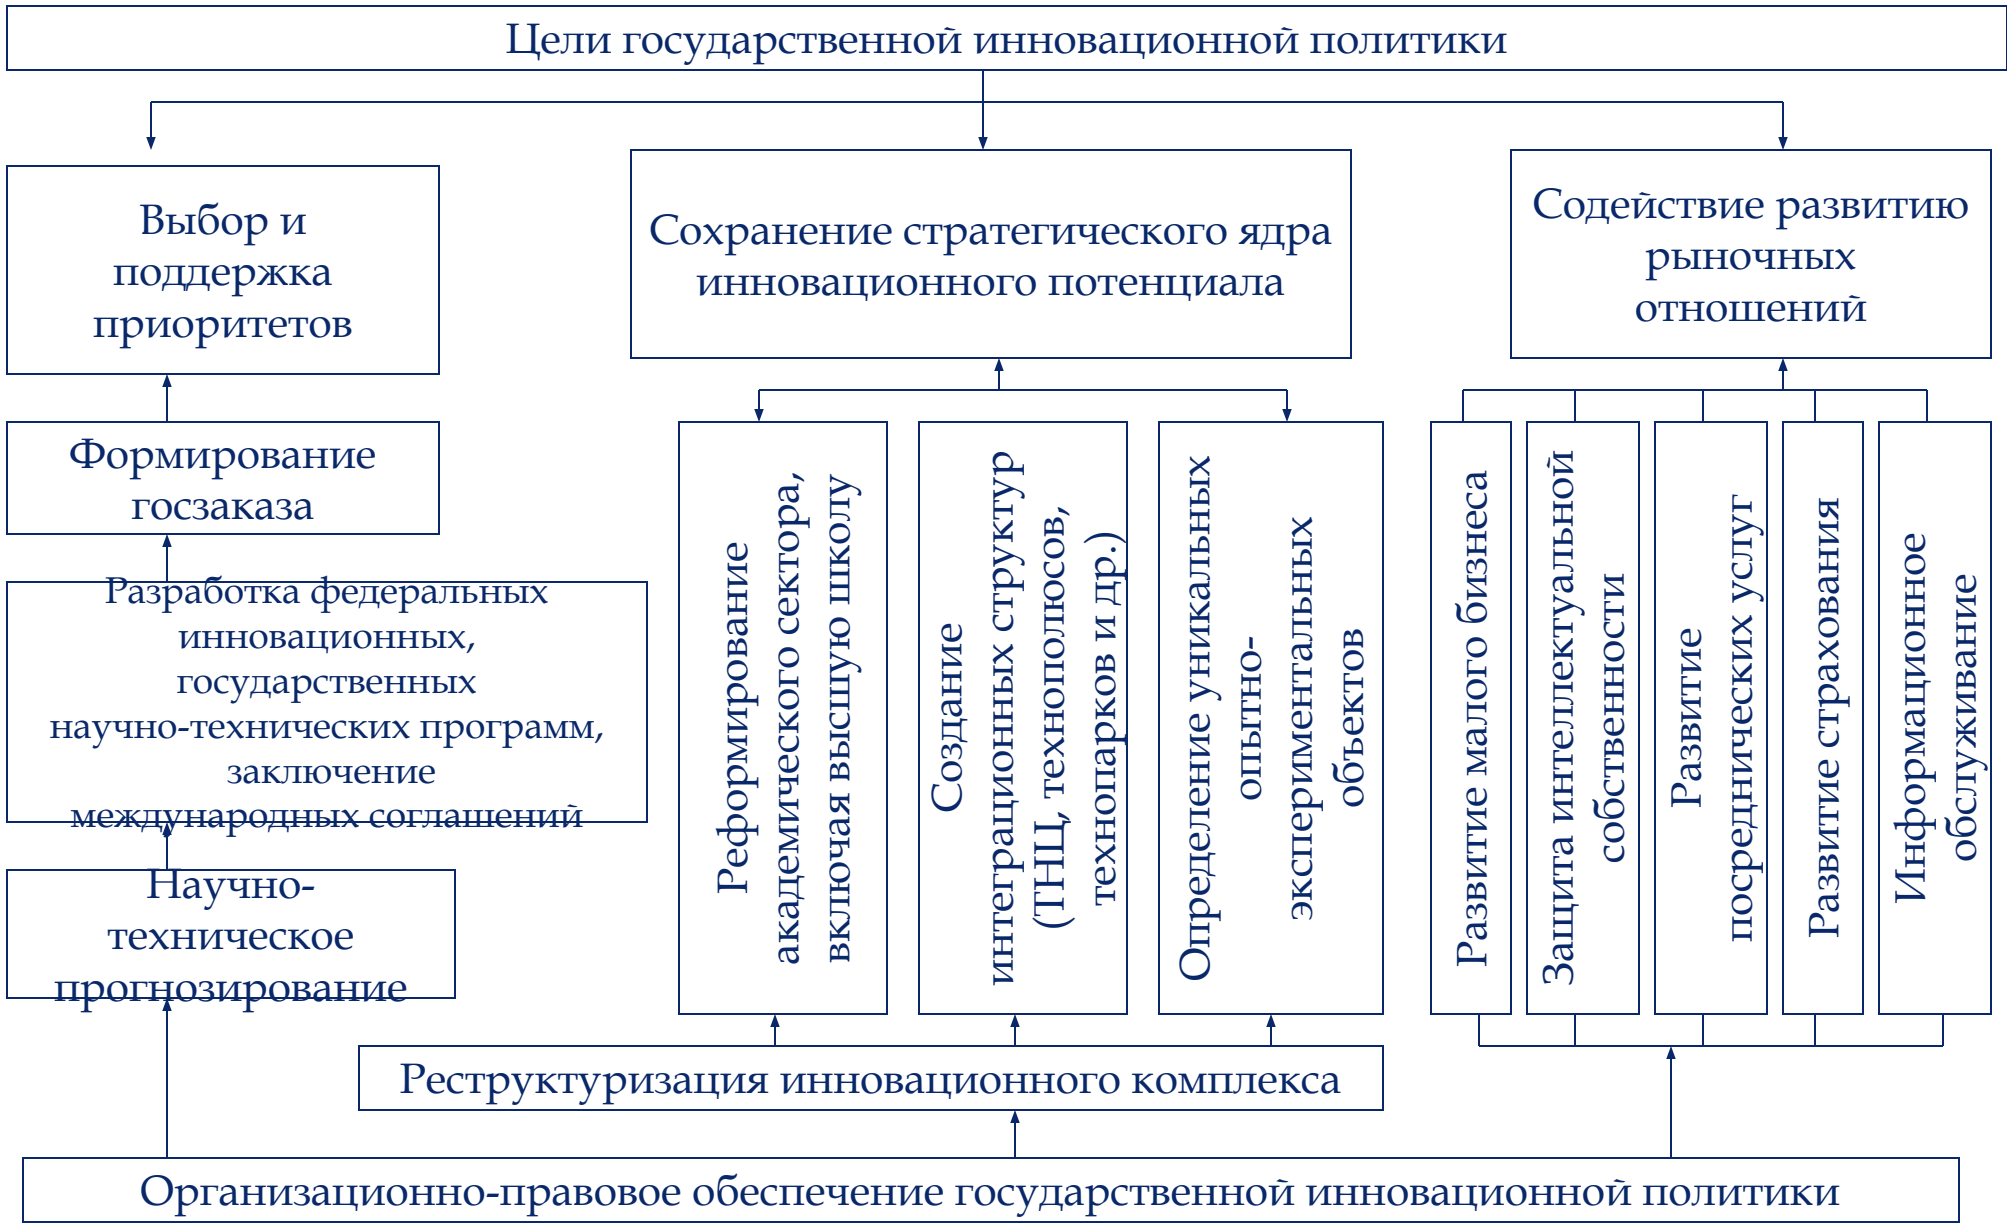 Цели государственной инновационной политики
Выбор и
поддержка
приоритетов
Сохранение стратегического ядра
инновационного потенциала
Содействие развитию
рыночных
отношений
Формирование
госзаказа
Разработка федеральных
инновационных,
государственных
научно-технических программ,
заключение
международных соглашений
Научно-
техническое
прогнозирование
Реформирование
академического сектора,
включая высшую школу
Создание
интеграционных структур
(ТНЦ, технополюсов,
технопарков и др.)
Определение уникальных
опытно-
экспериментальных
объектов
Развитие малого бизнеса
Защита интеллектуальной
собственности
Развитие
посреднических услуг
Развитие страхования
Информационное
обслуживание
Реструктуризация инновационного комплекса
Организационно-правовое обеспечение государственной инновационной политики